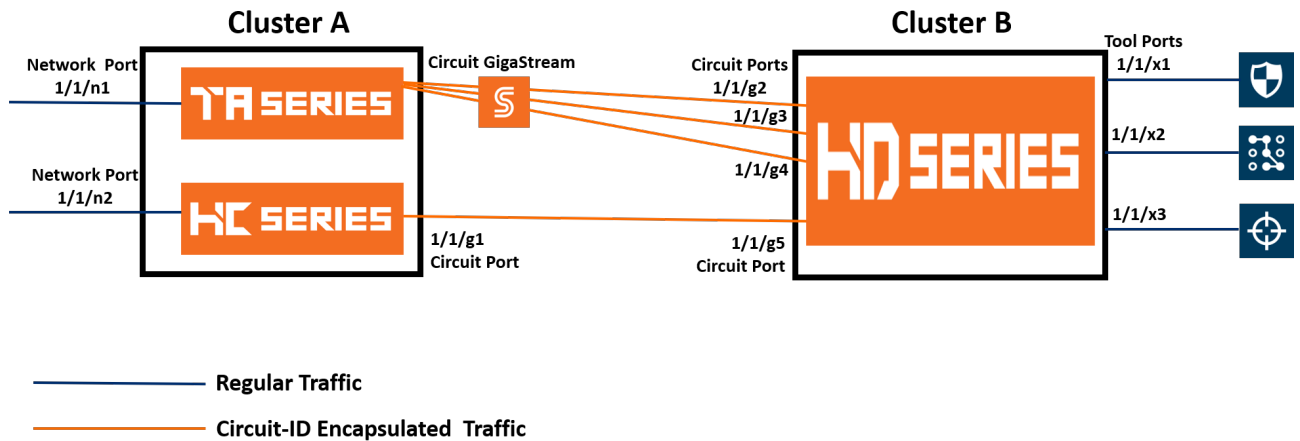 Cluster A
Cluster B
Network Port
1/1/n1
TA SERIES
Circuit GigaStream
S
Circuit Ports
1/1/g2
1/1/g3
1/1/g4
HD SERIES
Tool Ports
1/1/x1
1/1/x2
1/1/x3
Network Port
1/1/n2
HC SERIES
1/1/g1
Circuit Port
1/1/g5
Circuit Port
Regular Traffic
Circuit-ID Encapsulated Traffic